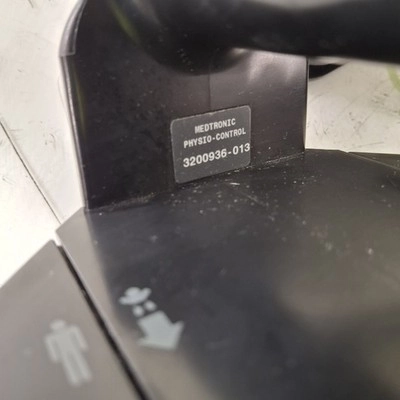 MEDTRONIC
PHYSIO-CONTROL
3200936-013